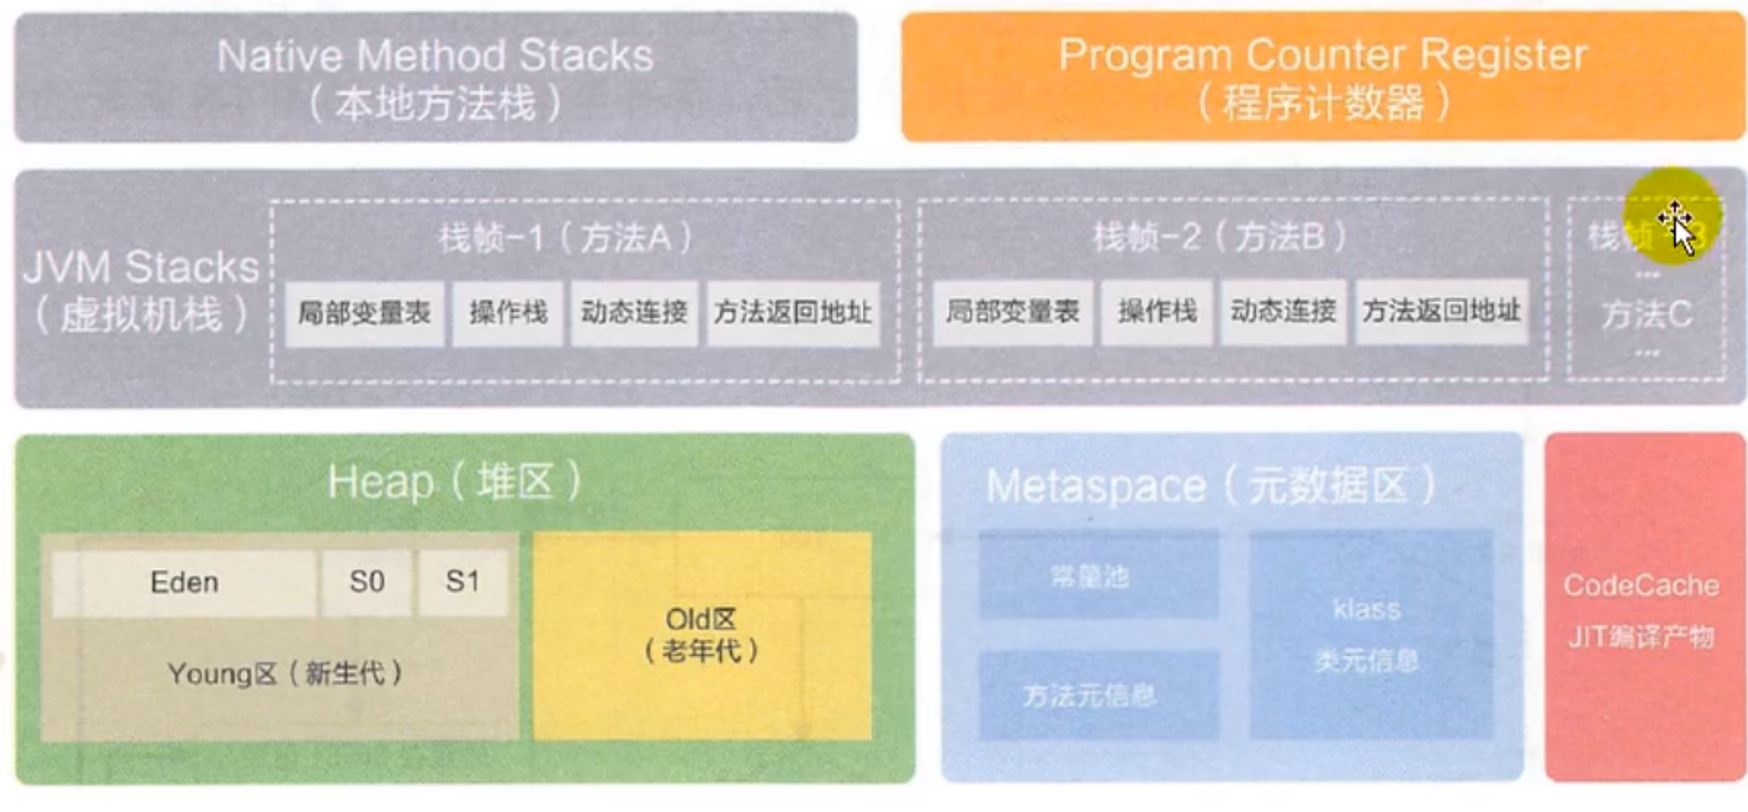 Native Method Stacks
（本地方法栈）
Program Counter Register
（程序计数器）
JVM Stacks
（虚拟机栈）
栈帧-1（方法A）
局部变量表
操作栈
动态连接
方法返回地址
栈帧-2（方法B）
局部变量表
操作栈
动态连接
方法返回地址
栈帧-3
...
方法C
...
Heap（堆区）
Eden
S0
S1
Young区（新生代）
Old区
（老年代）
Metaspace（元数据区）
常量池
方法元信息
klass
类元信息
CodeCache
JIT编译产物